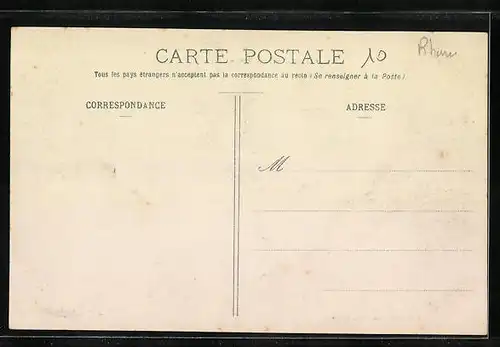 CARTE POSTALE 10
Tous les pays étrangers n'acceptent pas la correspondance au recto (Se renseigner à la Poste)
CORRESPONDANCE
ADRESSE
M